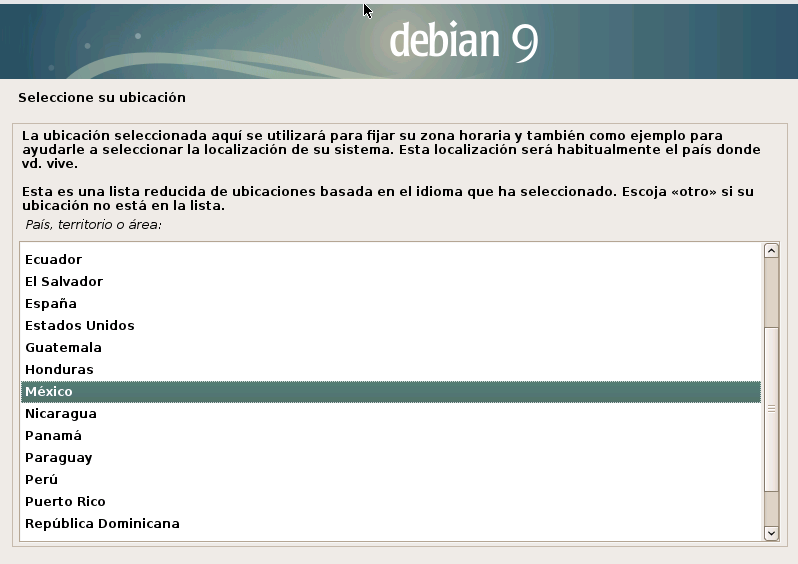 debian 9
Seleccione su ubicación
La ubicación seleccionada aquí se utilizará para fijar su zona horaria y también como ejemplo para
ayudarle a seleccionar la localización de su sistema. Esta localización será habitualmente el país donde
vd. vive.
Esta es una lista reducida de ubicaciones basada en el idioma que ha seleccionado. Escoja «otro» si su
ubicación no está en la lista.
País, territorio o área:
Ecuador
El Salvador
España
Estados Unidos
Guatemala
Honduras
México
Nicaragua
Panamá
Paraguay
Perú
Puerto Rico
República Dominicana